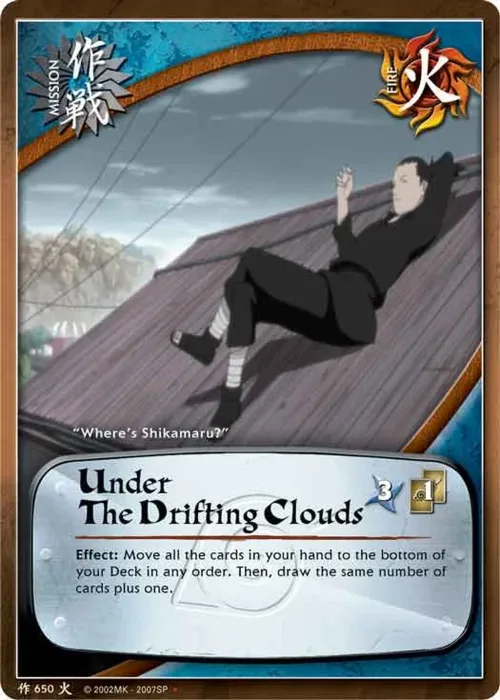 MISSION
作戦
FIRE
火
"Where's Shikamaru?"
Under
The Drifting Clouds
3
1
Effect: Move all the cards in your hand to the bottom of
your Deck in any order. Then, draw the same number of
cards plus one.
作 650 火 © 2002MK - 2007SP